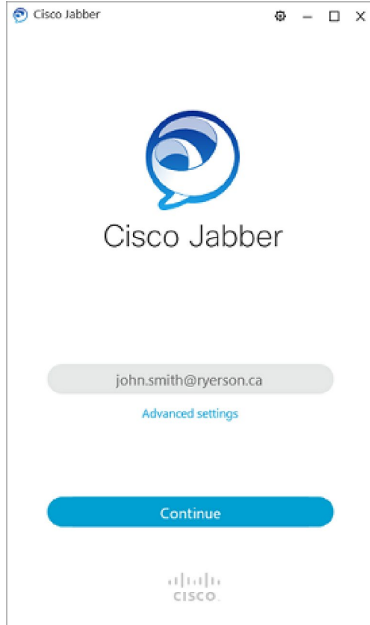 Cisco Jabber
Cisco Jabber
john.smith@ryerson.ca
Advanced settings
Continue
CISCO